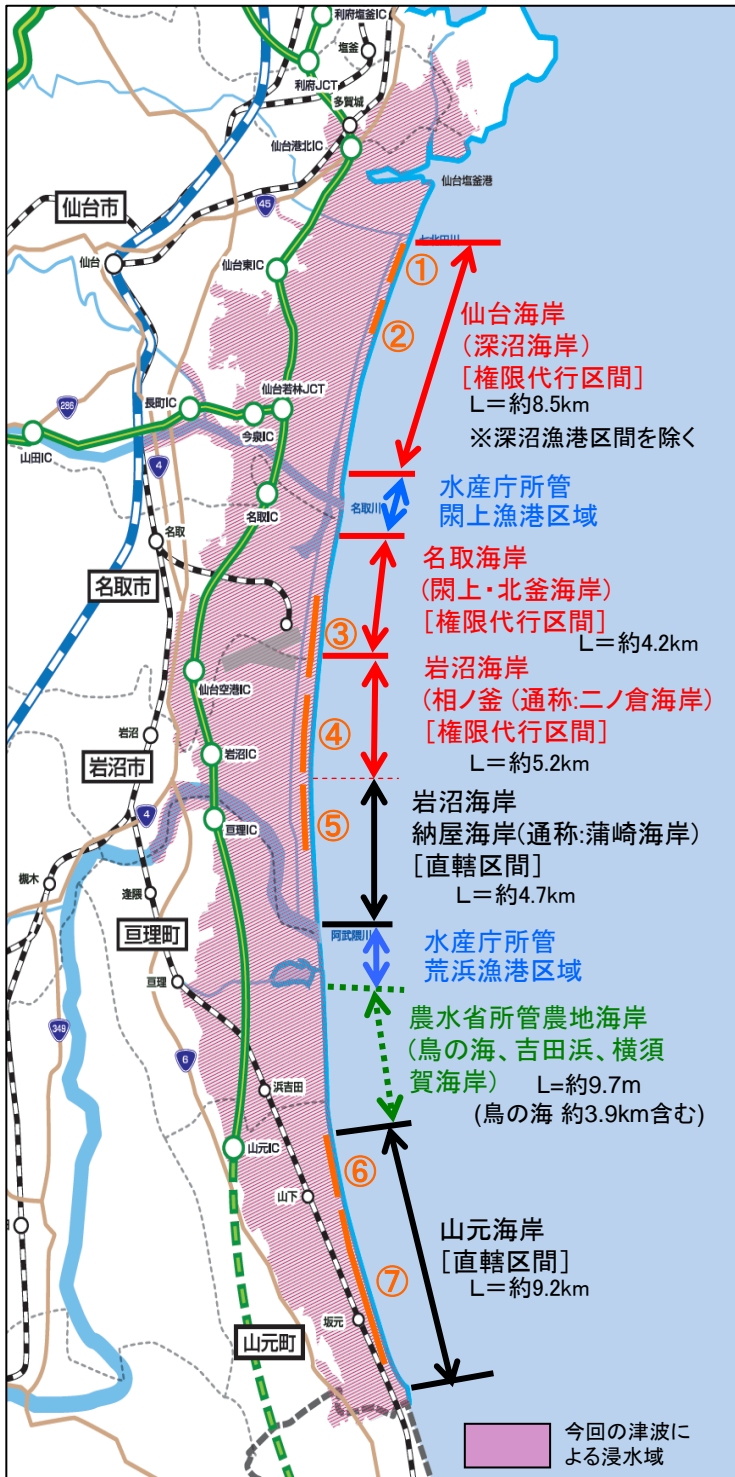 利府塩釜IC
塩釜
利府JCT
多賀城
仙台港北IC
仙台塩釜港
仙台市
45
七北田川
仙台
仙台東IC
①
②
仙台海岸
(深沼海岸)
[権限代行区間]
L=約8.5km
※深沼漁港区間を除く
286
長町IC
仙台若林JCT
今泉IC
山田IC
4
名取IC
名取川
水産庁所管
閖上漁港区域
名取
名取市
名取海岸
(閖上・北釜海岸)
[権限代行区間]
L=約4.2km
③
仙台空港IC
岩沼海岸
(相ノ釜(通称:二ノ倉海岸)
[権限代行区間]
L=約5.2km
④
岩沼
岩沼IC
岩沼市
4
亘理IC
⑤
岩沼海岸
納屋海岸(通称:蒲崎海岸)
[直轄区間]
L=約4.7km
槻木
逢隈
亘理町
阿武隈川
水産庁所管
荒浜漁港区域
亘理
349
6
農水省所管農地海岸
(鳥の海、吉田浜、横須
賀海岸)
L=約9.7m
(鳥の海 約3.9km含む)
浜吉田
山元IC
⑥
山下
山元海岸
[直轄区間]
L=約9.2km
⑦
坂元
山元町
今回の津波に
よる浸水域